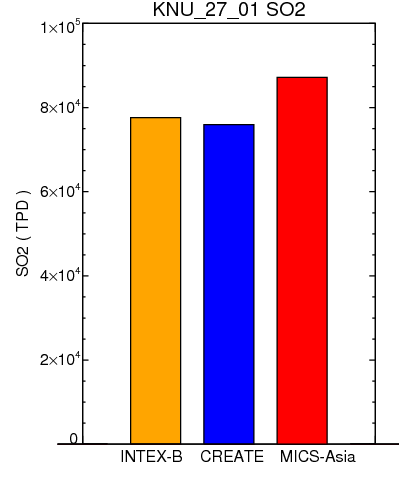 KNU_27_01 SO2
1×10⁵
8×10⁴
6×10⁴
4×10⁴
2×10⁴
0
SO2 ( TPD )
INTEX-B CREATE MICS-Asia